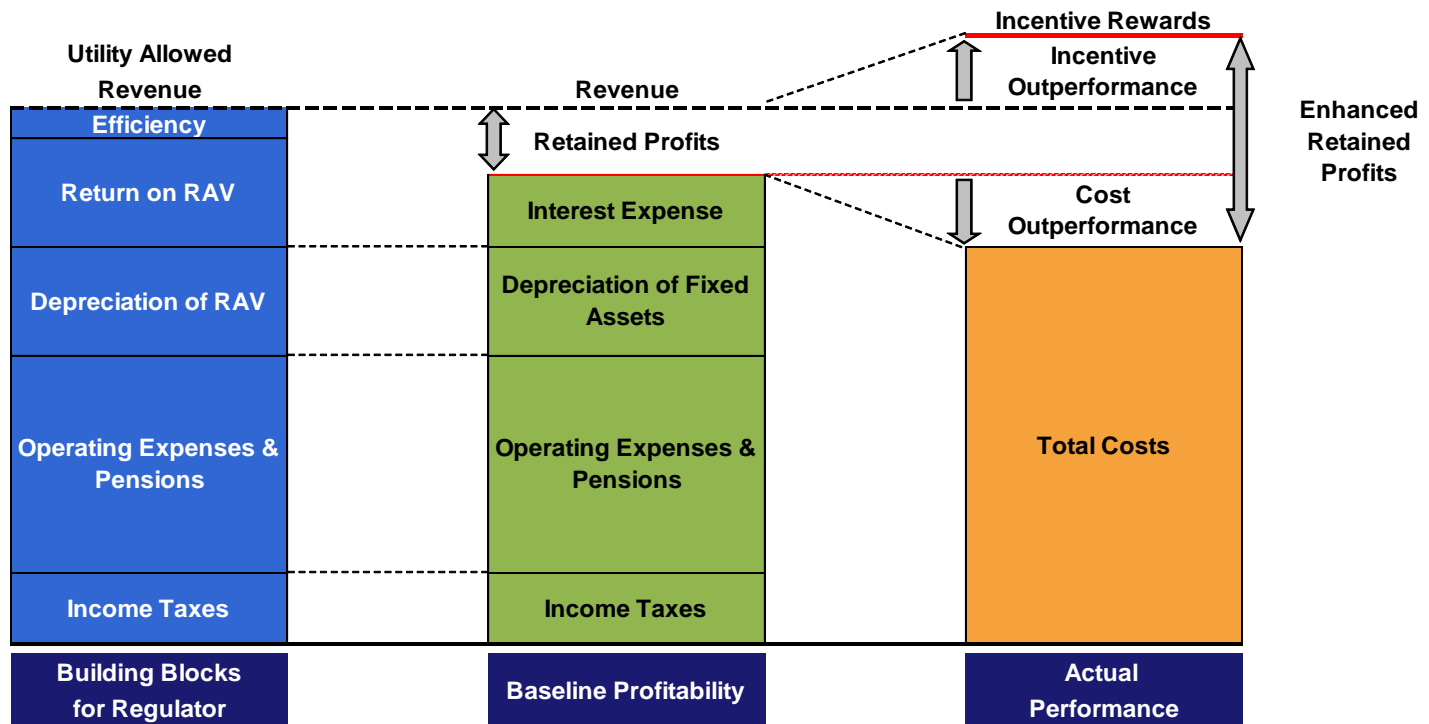 Utility Allowed
Revenue
Efficiency
Return on RAV
Depreciation of RAV
Operating Expenses &
Pensions
Income Taxes
Building Blocks
for Regulator
Revenue
Retained Profits
Interest Expense
Depreciation of Fixed
Assets
Operating Expenses &
Pensions
Income Taxes
Baseline Profitability
Incentive Rewards
Incentive
Outperformance
Cost
Outperformance
Total Costs
Actual
Performance
Enhanced
Retained
Profits